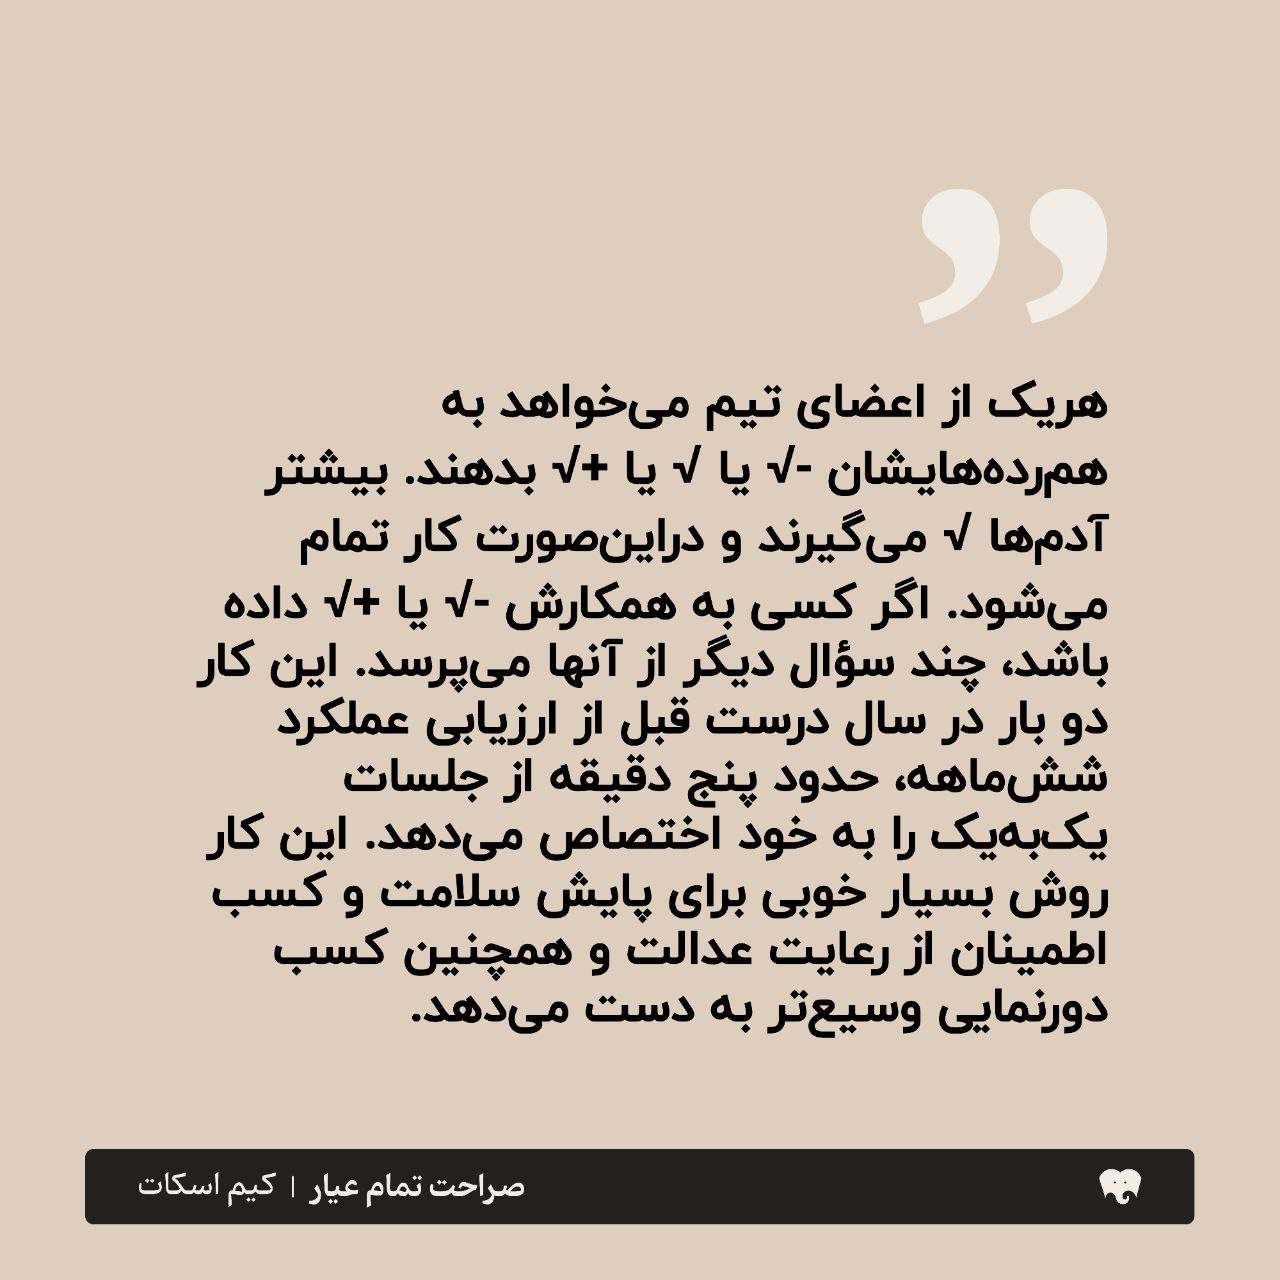 هریک از اعضای تیم می‌خواهد به
هم‌رده‌هایشان -√ یا √ یا +√ بدهند. بیشتر
آدم‌ها √ می‌گیرند و دراین‌صورت کار تمام
می‌شود. اگر کسی به همکارش -√ یا +√ داده
باشد، چند سؤال دیگر از آنها می‌پرسد. این کار
دو بار در سال درست قبل از ارزیابی عملکرد
شش‌ماهه، حدود پنج دقیقه از جلسات
یک‌به‌یک را به خود اختصاص می‌دهد. این کار
روش بسیار خوبی برای پایش سلامت و کسب
اطمینان از رعایت عدالت و همچنین کسب
دورنمایی وسیع‌تر به دست می‌دهد.
صراحت تمام عیار | کیم اسکات